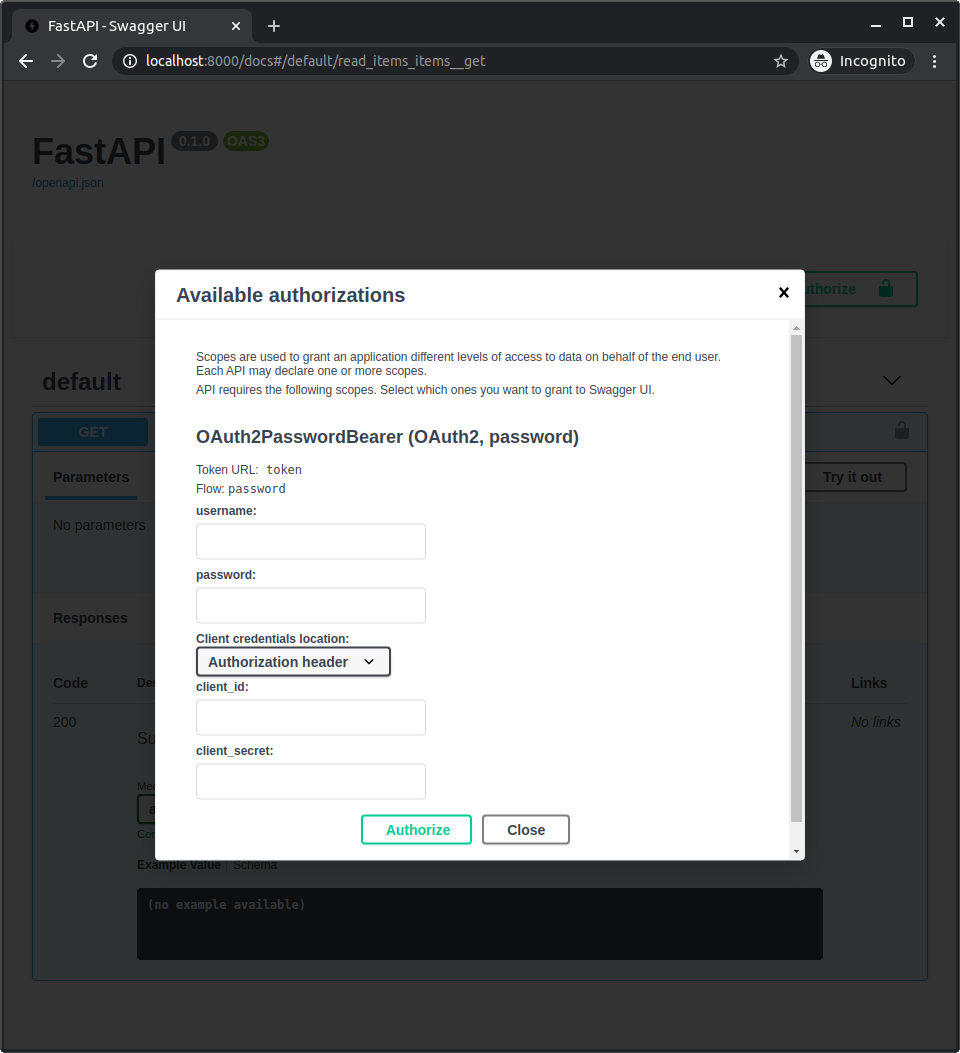 FastAPI - Swagger UI
localhost:8000/docs#/default/read_items_items__get
Incognito
FastAPI 0.1.0 OAS3
/openapi.json
Available authorizations
Scopes are used to grant an application different levels of access to data on behalf of the end user.
Each API may declare one or more scopes.
API requires the following scopes. Select which ones you want to grant to Swagger UI.
OAuth2PasswordBearer (OAuth2, password)
Token URL: token
Flow: password
username:
password:
Client credentials location:
Authorization header
client_id:
client_secret:
Authorize Close
default
GET
Parameters
Try it out
No parameters
Responses
Code
Links
200
No links
Example Value Schema
(no example available)